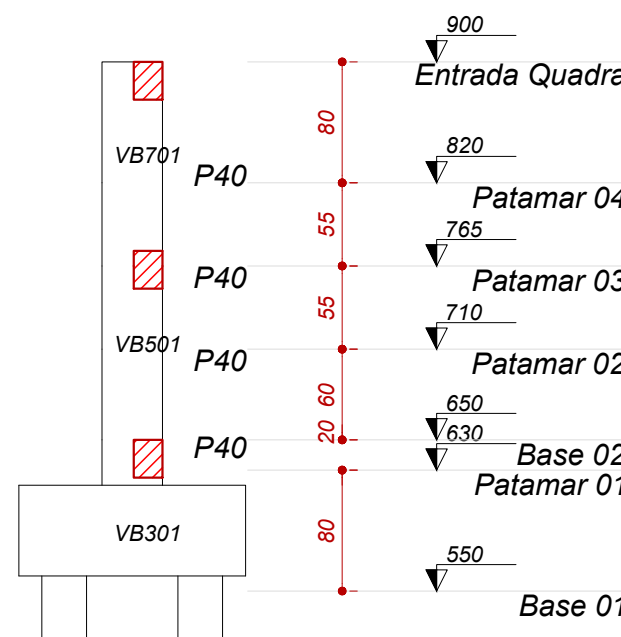 900
Entrada Quadra
80
VB701
820
P40
Patamar 04
55
765
Patamar 03
55
710
VB501
P40
Patamar 02
60
650
20
630
P40
Base 02
Patamar 01
VB301
80
550
Base 01